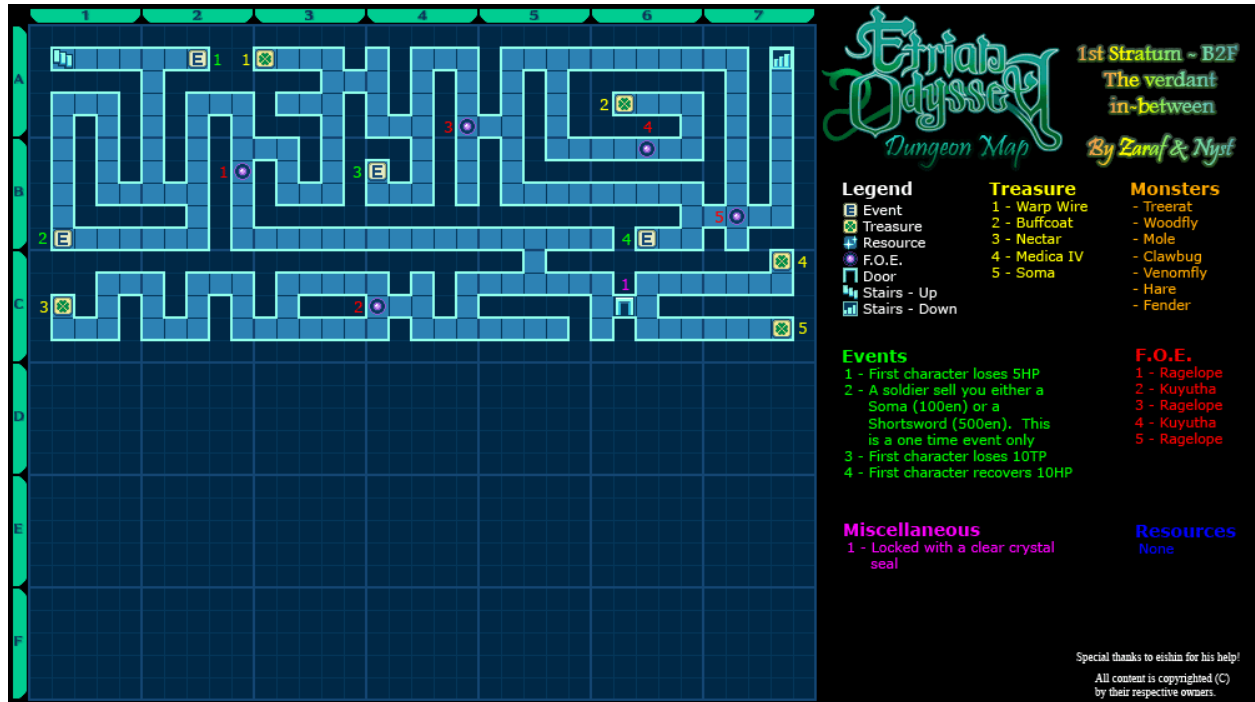 1 2 3 4 5 6 7
A
B
C
D
E
F
E 1 1
2
3 4
1 3 E
5
2 E 4 E
4
1
3 2
5
Etrian
Odyssey
2
Dungeon Map
1st Stratum ~ B2F
The verdant
in-between
By Zaraf & Nyst
Legend
E Event
Treasure
Resource
F.O.E.
Door
Stairs - Up
Stairs - Down
Treasure
1 - Warp Wire
2 - Buffcoat
3 - Nectar
4 - Medica IV
5 - Soma
Monsters
- Treerat
- Woodfly
- Mole
- Clawbug
- Venomfly
- Hare
- Fender
Events
1 - First character loses 5HP
2 - A soldier sell you either a
Soma (100en) or a
Shortsword (500en). This
is a one time event only
3 - First character loses 10TP
4 - First character recovers 10HP
F.O.E.
1 - Ragelope
2 - Kuyutha
3 - Ragelope
4 - Kuyutha
5 - Ragelope
Miscellaneous
1 - Locked with a clear crystal
seal
Resources
None
Special thanks to eishin for his help!
All content is copyrighted (C)
by their respective owners.